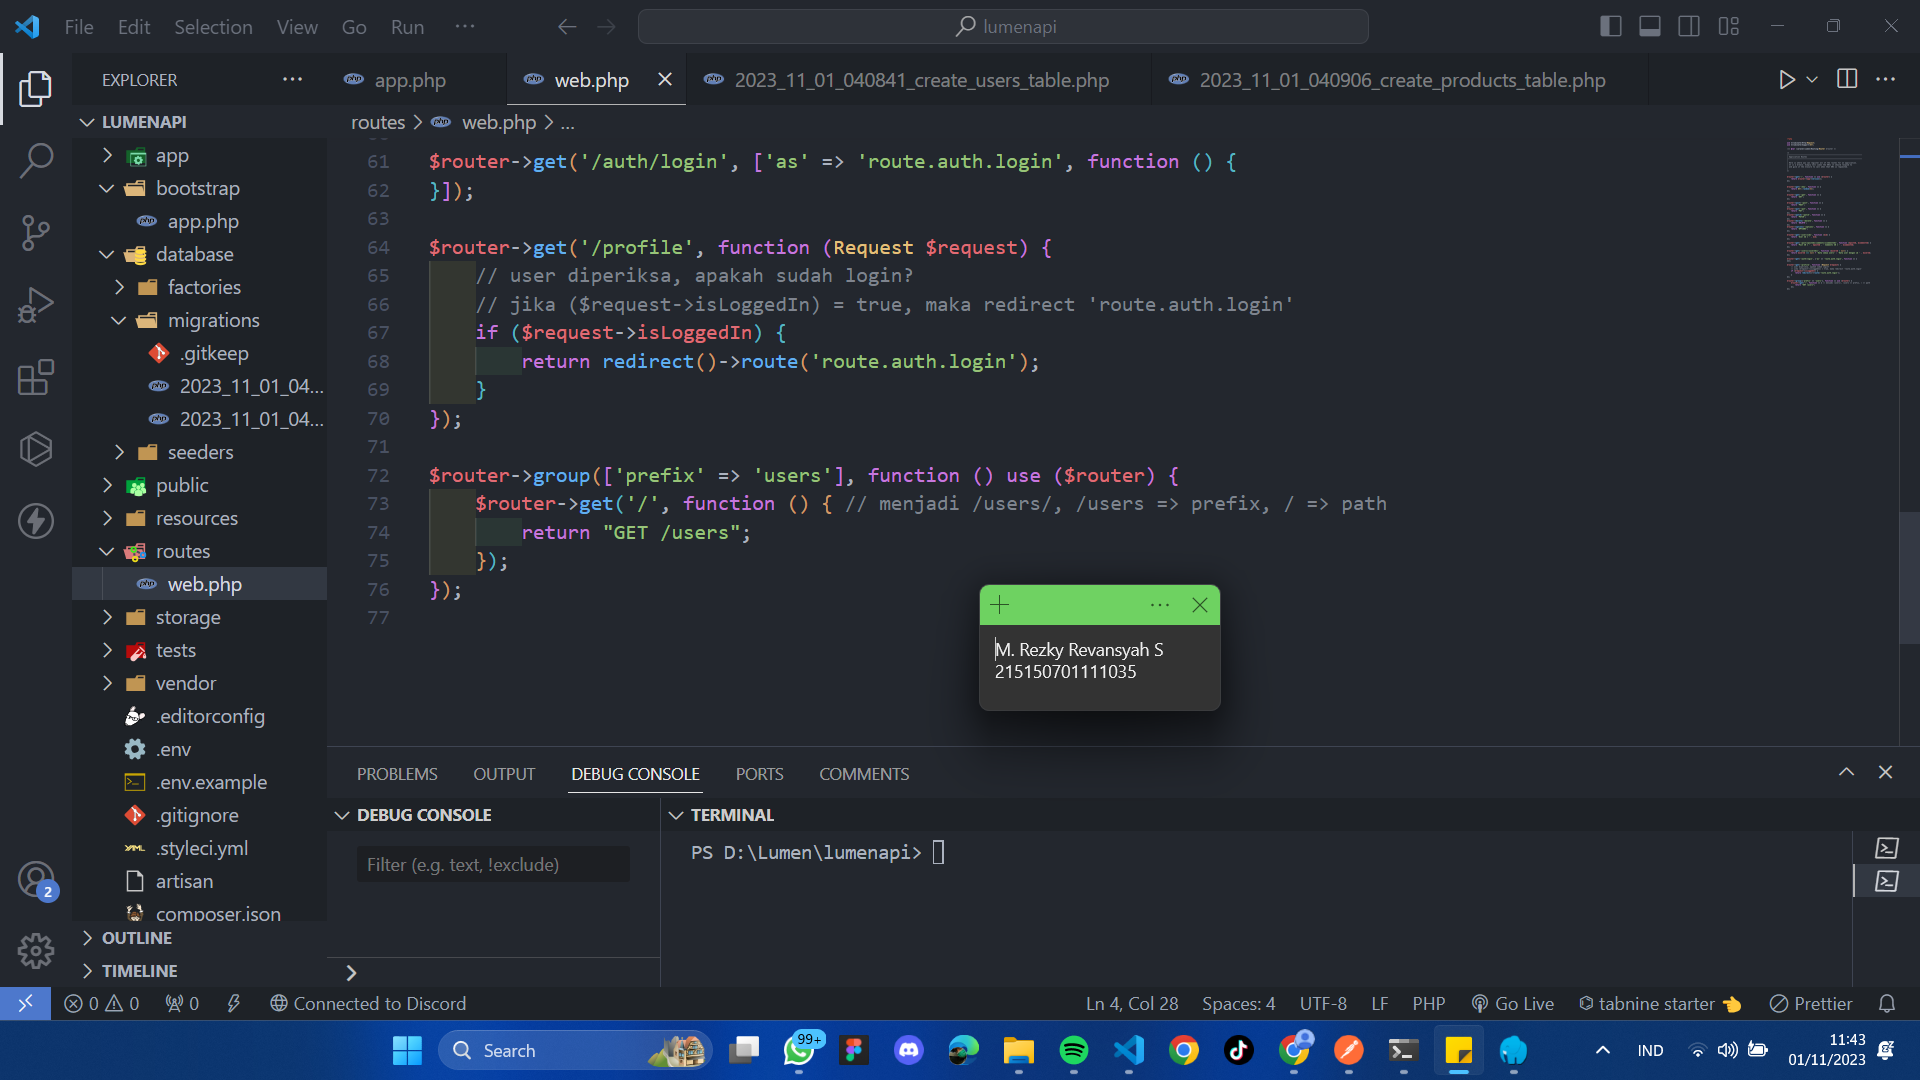 File Edit Selection View Go Run ···
lumenapi
EXPLORER ···
app.php
web.php
2023_11_01_040841_create_users_table.php
2023_11_01_040906_create_products_table.php
LUMENAPI
app
bootstrap
app.php
database
factories
migrations
.gitkeep
2023_11_01_04...
2023_11_01_04...
seeders
public
resources
routes
web.php
storage
tests
vendor
.editorconfig
.env
.env.example
.gitignore
.styleci.yml
artisan
composer.json
OUTLINE
TIMELINE
routes > web.php > ...
61 $router->get('/auth/login', ['as' => 'route.auth.login', function () {
62 }]);
63
64 $router->get('/profile', function (Request $request) {
65 // user diperiksa, apakah sudah login?
66 // jika ($request->isLoggedIn) = true, maka redirect 'route.auth.login'
67 if ($request->isLoggedIn) {
68 return redirect()->route('route.auth.login');
69 }
70 });
71
72 $router->group(['prefix' => 'users'], function () use ($router) {
73 $router->get('/', function () { // menjadi /users/, /users => prefix, / => path
74 return "GET /users";
75 });
76 });
77
M. Rezky Revansyah S
215150701111035
PROBLEMS OUTPUT DEBUG CONSOLE PORTS COMMENTS
DEBUG CONSOLE
Filter (e.g. text, !exclude)
TERMINAL
PS D:\Lumen\lumenapi>
2
0 0 0 Connected to Discord
Ln 4, Col 28 Spaces: 4 UTF-8 LF PHP Go Live tabnine starter Prettier
Search
99+
IND
11:43
01/11/2023